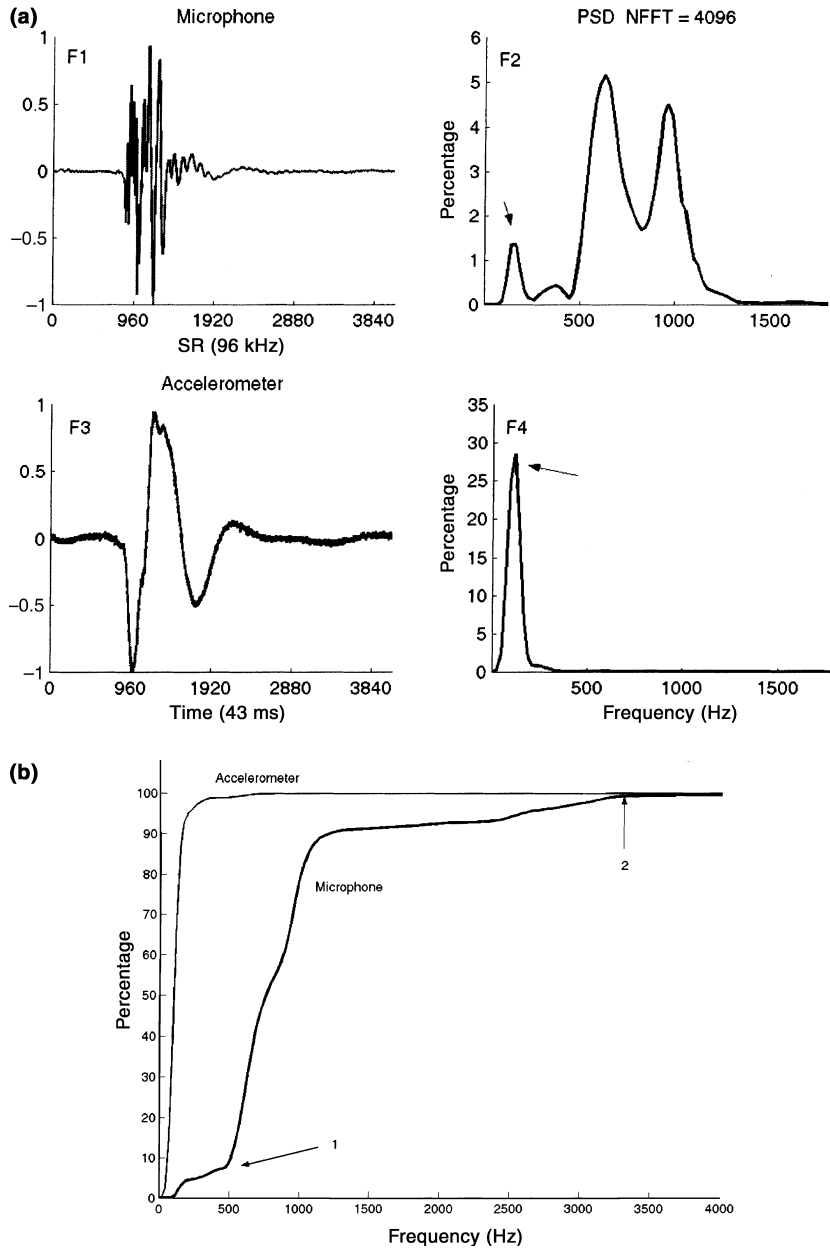 (a)
Microphone
F1
1
0.5
0
−0.5
−1
0 960 1920 2880 3840
SR (96 kHz)
PSD NFFT = 4096
F2
6
5
4
3
2
1
0
Percentage
500 1000 1500
Accelerometer
F3
1
0.5
0
−0.5
−1
0 960 1920 2880 3840
Time (43 ms)
F4
35
30
25
20
15
10
5
0
Percentage
500 1000 1500
Frequency (Hz)
(b)
Accelerometer
Microphone
100
90
80
70
60
50
40
30
20
10
0
Percentage
2
1
0 500 1000 1500 2000 2500 3000 3500 4000
Frequency (Hz)